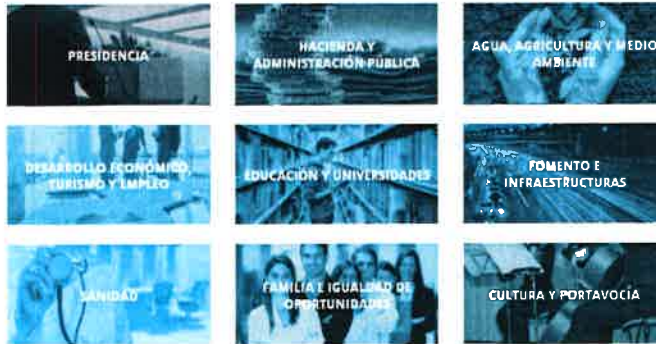 PRESIDENCIA
HACIENDA Y
ADMINISTRACIÓN PÚBLICA
AGUA, AGRICULTURA Y MEDIO
AMBIENTE
DESARROLLO ECONÓMICO,
TURISMO Y EMPLEO
EDUCACIÓN Y UNIVERSIDADES
FOMENTO E
INFRAESTRUCTURAS
SANIDAD
FAMILIA E IGUALDAD DE
OPORTUNIDADES
CULTURA Y PORTAVOCÍA